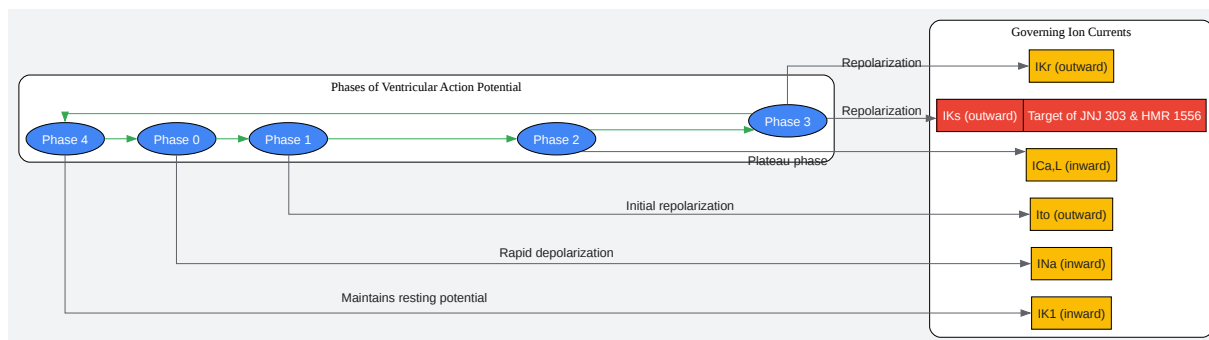 Governing Ion Currents
Repolarization
IKr (outward)
Phases of Ventricular Action Potential
Repolarization
IKs (outward)
Target of JNJ 303 & HMR 1556
Phase 4
Phase 0
Phase 1
Phase 2
Phase 3
Plateau phase
ICa,L (inward)
Initial repolarization
Ito (outward)
Rapid depolarization
INa (inward)
Maintains resting potential
IK1 (inward)